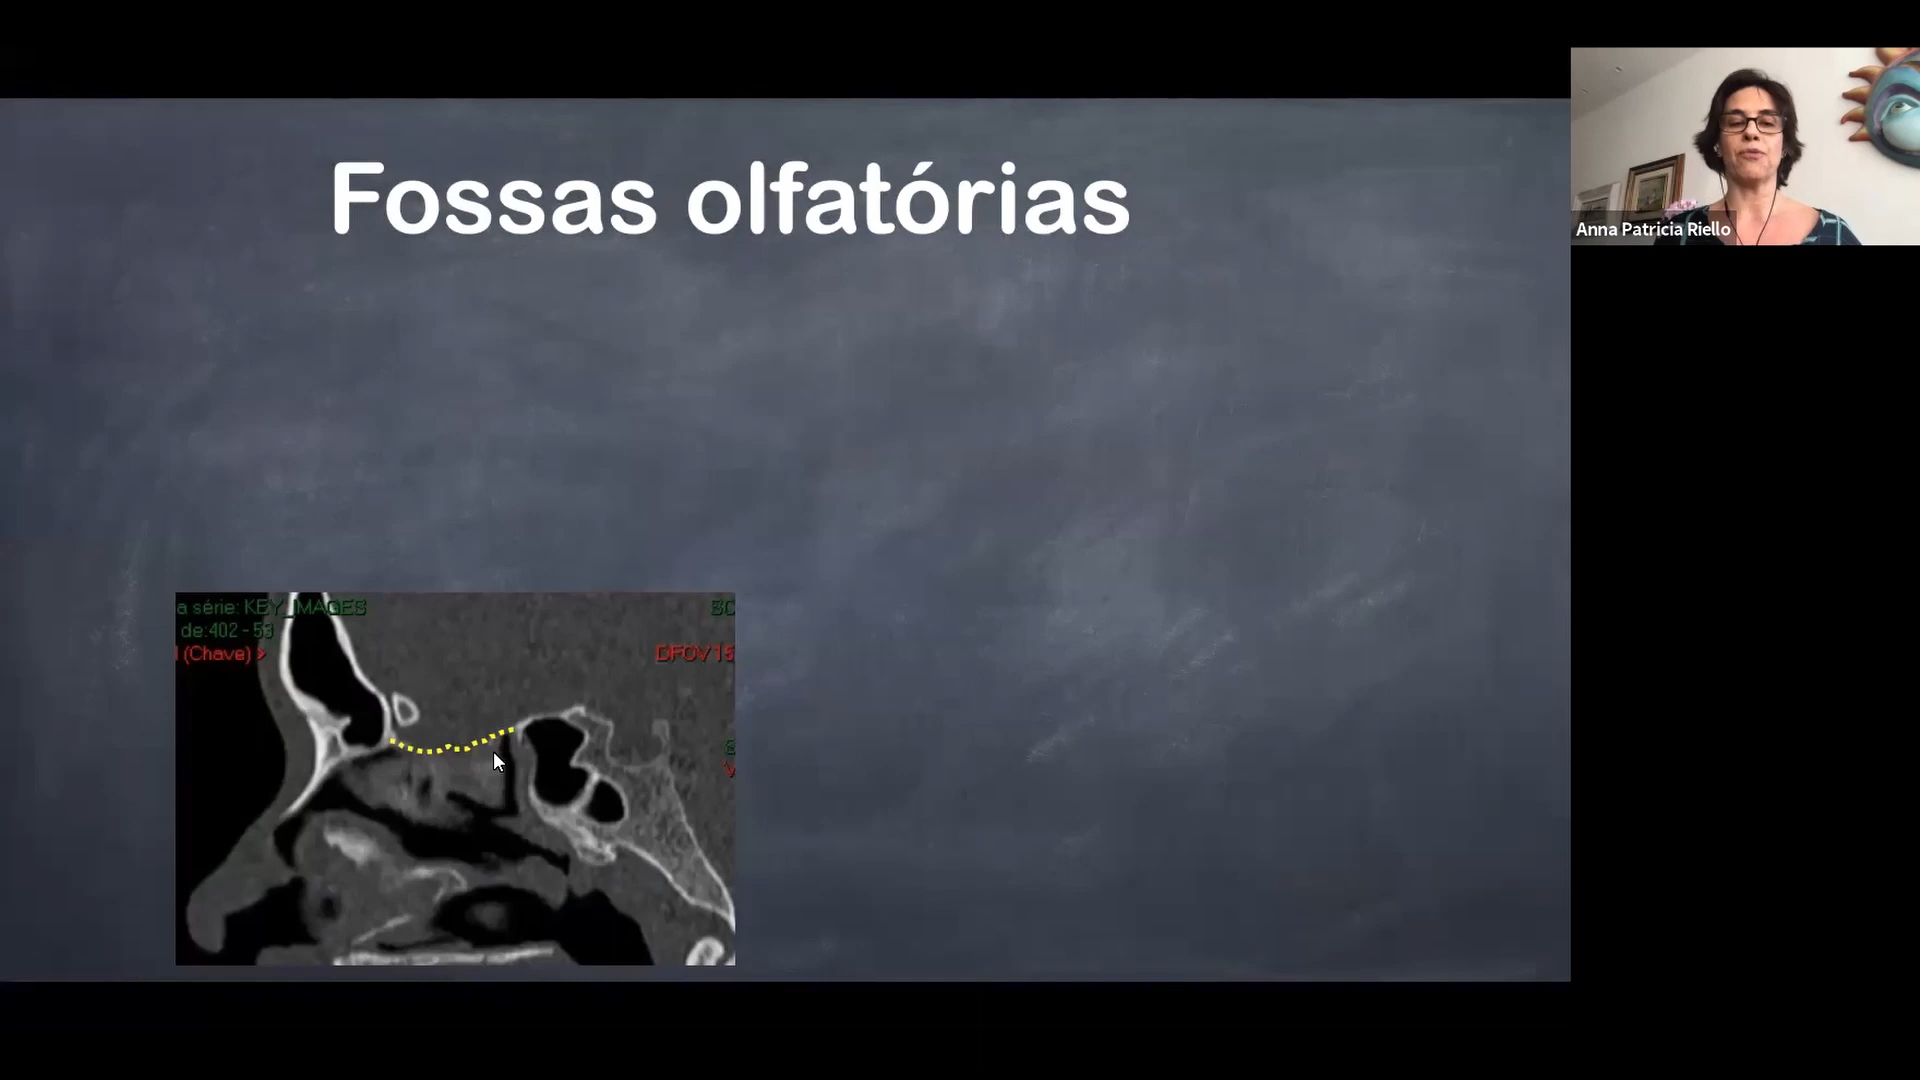 Fossas olfatórias
Anna Patricia Riello
a série: KEY_IMAGES
de:402 - 53
(Chave) >
DFOV15